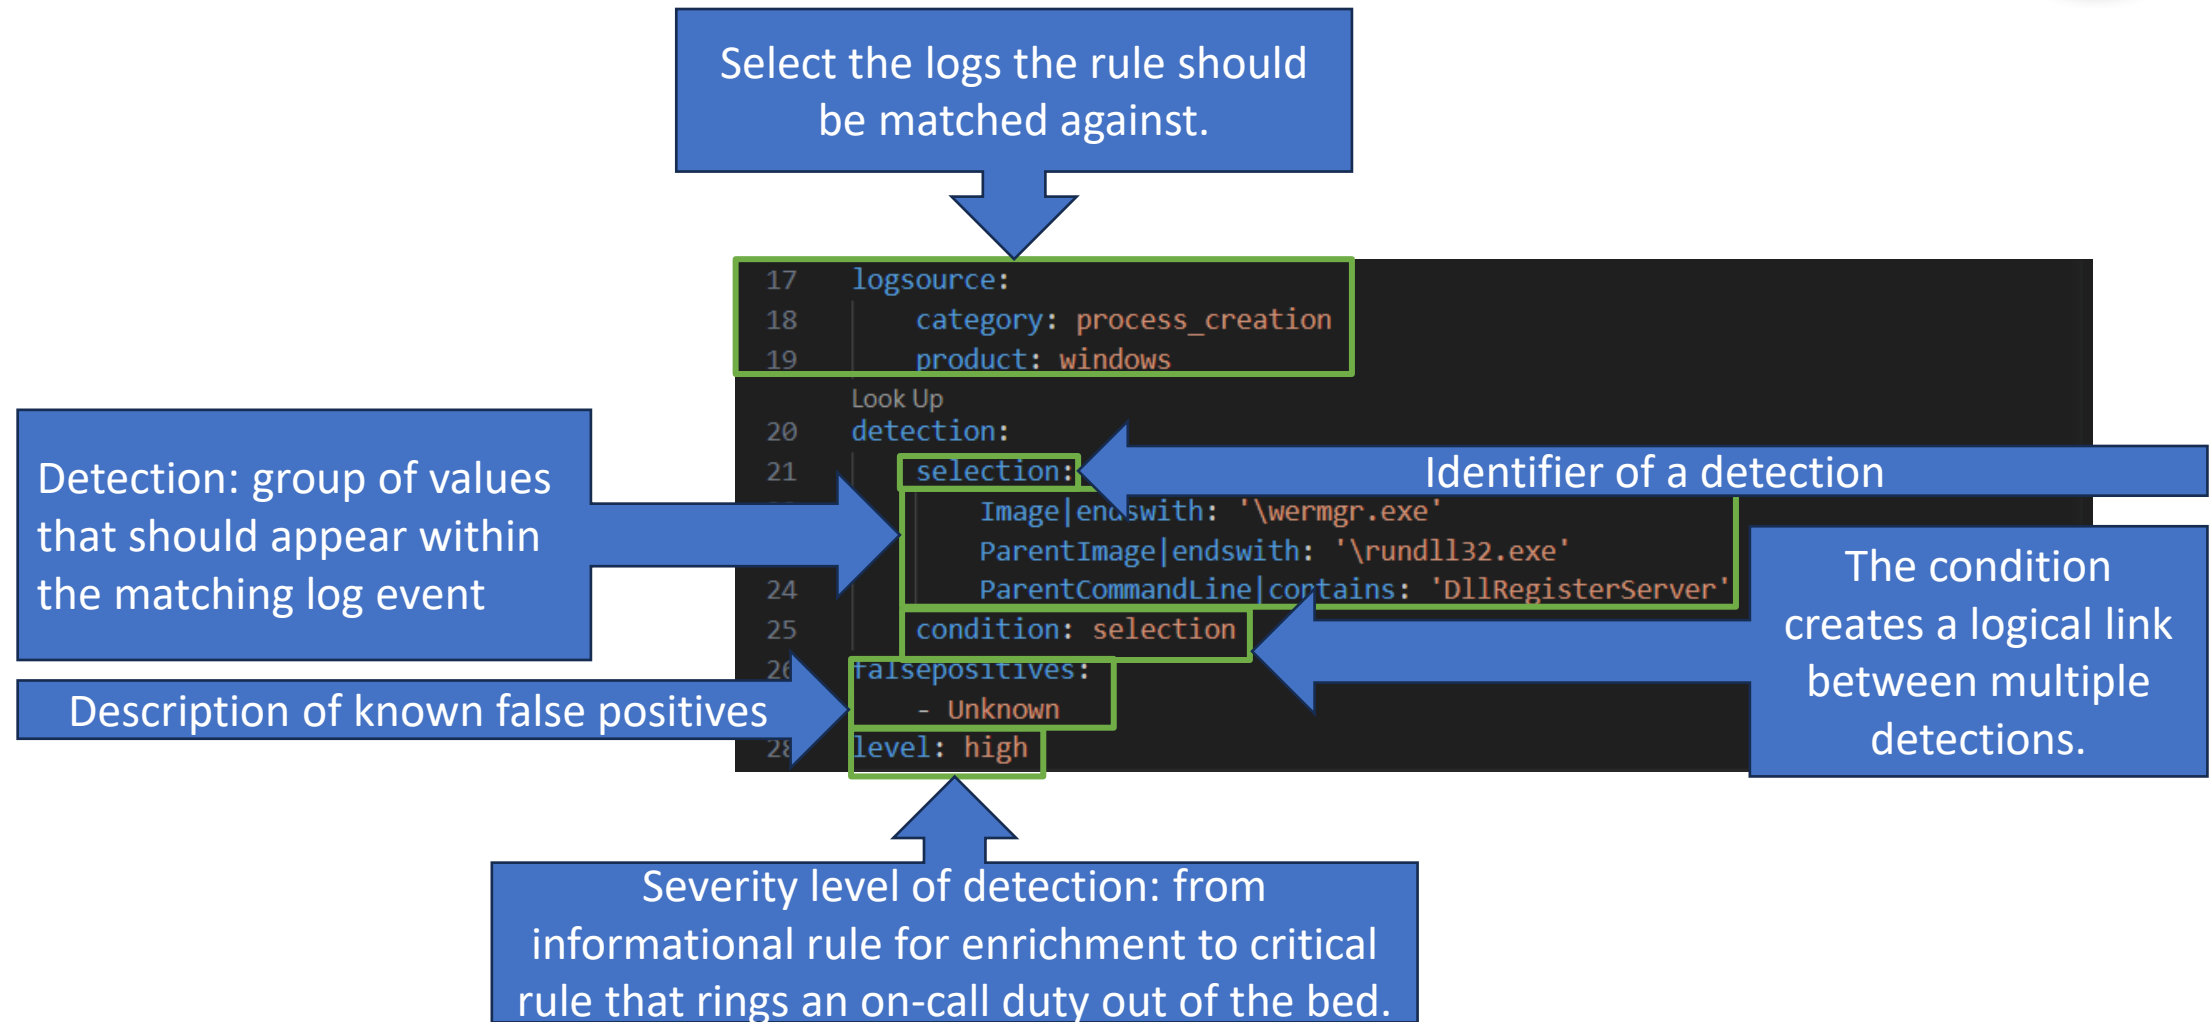 Select the logs the rule should
be matched against.
17 logsource:
18 category: process_creation
19 product: windows
Look Up
20 detection:
21 selection:
Image|endswith: '\wermgr.exe'
ParentImage|endswith: '\rundll32.exe'
24 ParentCommandLine|contains: 'DllRegisterServer'
25 condition: selection
26 falsepositives:
- Unknown
28 level: high
Detection: group of values
that should appear within
the matching log event
Identifier of a detection
The condition
creates a logical link
between multiple
detections.
Description of known false positives
Severity level of detection: from
informational rule for enrichment to critical
rule that rings an on-call duty out of the bed.